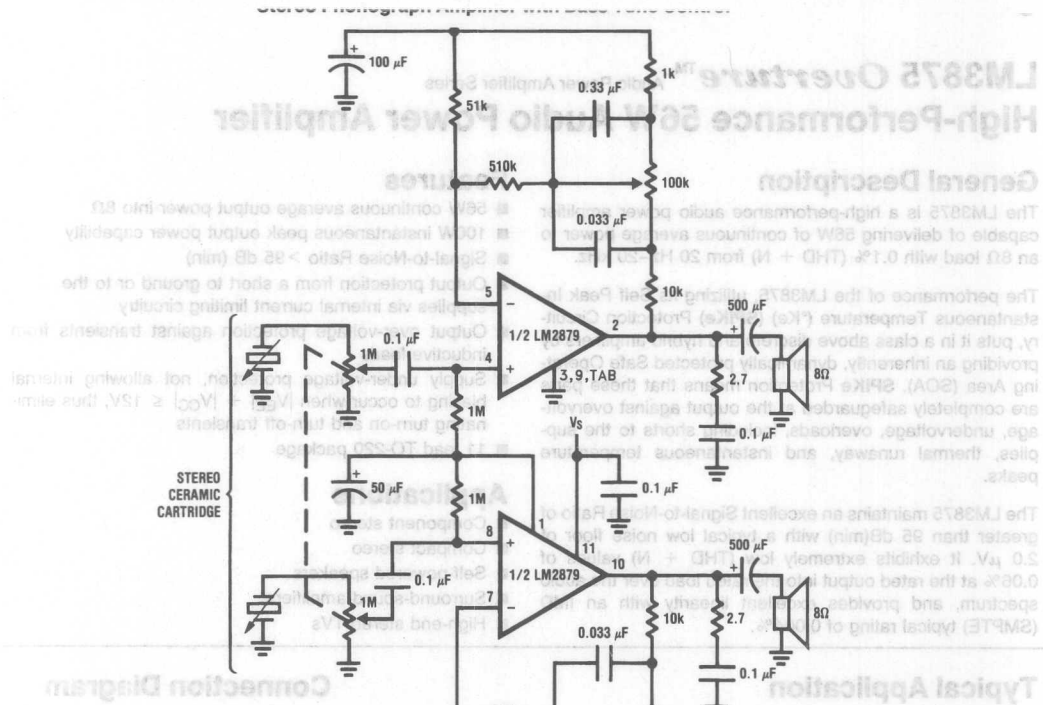 Stereo Phonograph Amplifier with Bass Tone Control
+
100 µF
1k
0.33 µF
51k
510k
100k
0.033 µF
10k
5
−
2
500 µF
+
1/2 LM2879
0.1 µF
1M
4
+
3, 9, TAB
2.7
8Ω
1M
0.1 µF
VS
STEREO
CERAMIC
CARTRIDGE
+
50 µF
1M
0.1 µF
1
8
+
11
500 µF
+
10
1/2 LM2879
0.1 µF
1M
7
−
10k
2.7
8Ω
0.033 µF
0.1 µF
LM3875 Overture™
Audio Power Amplifier Series
High-Performance 56W Audio Power Amplifier
General Description
The LM3875 is a high-performance audio power amplifier
capable of delivering 56W of continuous average power to
an 8Ω load with 0.1% (THD + N) from 20 Hz–20 kHz.
The performance of the LM3875, utilizing its Self Peak In-
stantaneous Temperature (°Ke) (SPiKe) Protection Circuit-
ry, puts it in a class above discrete and hybrid amplifiers by
providing an inherently, dynamically protected Safe Operat-
ing Area (SOA). SPiKe Protection means that these parts
are completely safeguarded at the output against overvolt-
age, undervoltage, overloads, including shorts to the sup-
plies, thermal runaway, and instantaneous temperature
peaks.
The LM3875 maintains an excellent Signal-to-Noise Ratio of
greater than 95 dB(min) with a typical low noise floor of
2.0 µV. It exhibits extremely low (THD + N) values of
0.06% at the rated output into the rated load over the audio
spectrum, and provides excellent linearity with an IMD
(SMPTE) typical rating of 0.004%.
Features
■ 56W continuous average output power into 8Ω
■ 100W instantaneous peak output power capability
■ Signal-to-Noise Ratio > 95 dB (min)
■ Output protection from a short to ground or to the
supplies via internal current limiting circuitry
■ Output over-voltage protection against transients from
inductive loads
■ Supply under-voltage protection, not allowing internal
biasing to occur when |VEE| + |VCC| ≤ 12V, thus elimi-
nating turn-on and turn-off transients
■ 11 lead TO-220 package
Applications
■ Component stereo
■ Compact stereo
■ Self-powered speakers
■ Surround-sound amplifiers
■ High-end stereo TVs
Typical Application
Connection Diagram